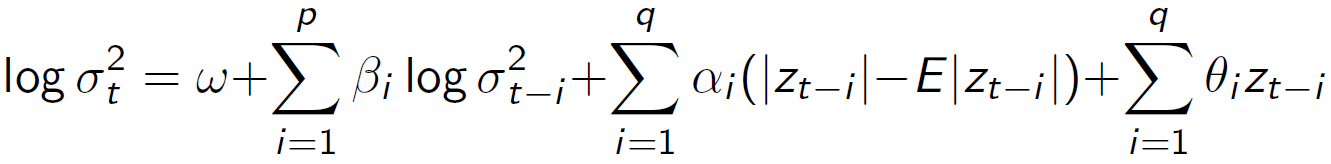 log σ_t^2 = ω + ∑_{i=1}^{p} β_i log σ_{t−i}^2 + ∑_{i=1}^{q} α_i(|z_{t−i}| − E|z_{t−i}|) + ∑_{i=1}^{q} θ_i z_{t−i}